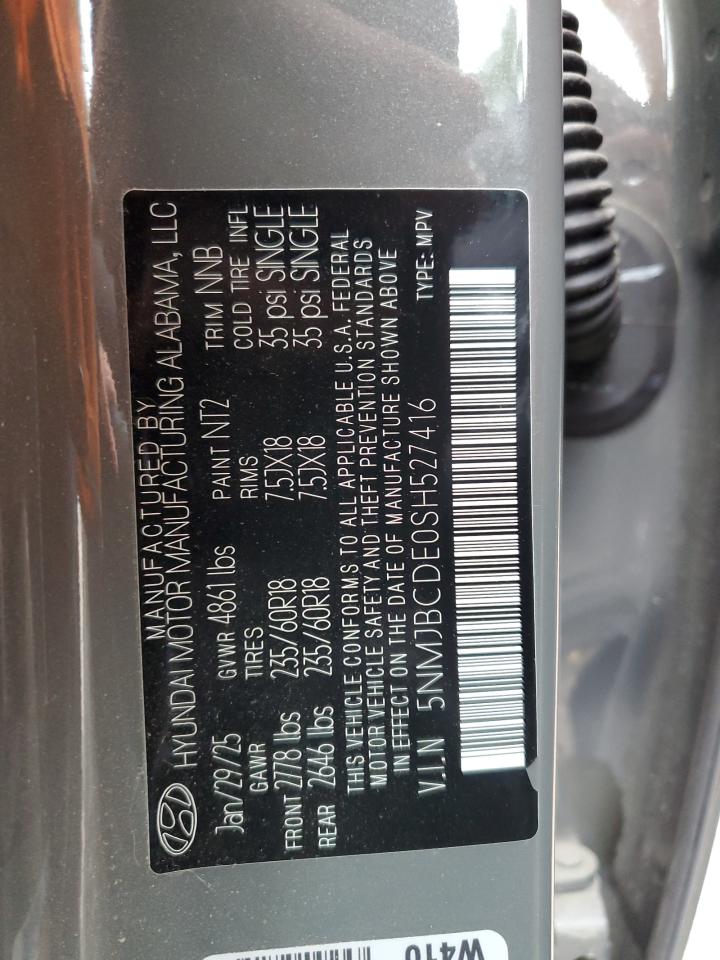 MANUFACTURED BY
HYUNDAI MOTOR MANUFACTURING ALABAMA, LLC
Jan/29/25 GVWR 4861 lbs PAINT NT2 TRIM NNB
GAWR TIRES RIMS COLD TIRE INFL
FRONT 2778 lbs 235/60R18 7.5JX18 35 psi SINGLE
REAR 2646 lbs 235/60R18 7.5JX18 35 psi SINGLE
THIS VEHICLE CONFORMS TO ALL APPLICABLE U.S.A. FEDERAL
MOTOR VEHICLE SAFETY AND THEFT PREVENTION STANDARDS
IN EFFECT ON THE DATE OF MANUFACTURE SHOWN ABOVE
V.I.N 5NMJBCDE0SH527416 TYPE: MPV
W410